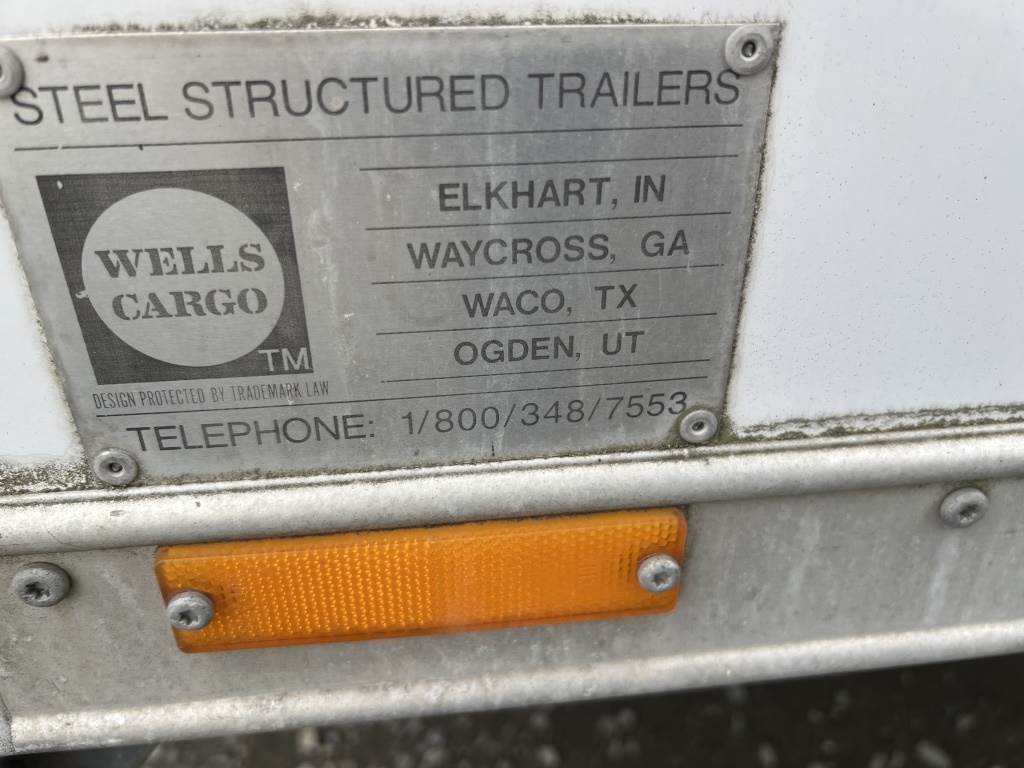 STEEL STRUCTURED TRAILERS
WELLS
CARGO
TM
DESIGN PROTECTED BY TRADEMARK LAW
ELKHART, IN
WAYCROSS, GA
WACO, TX
OGDEN, UT
TELEPHONE: 1/800/348/7553